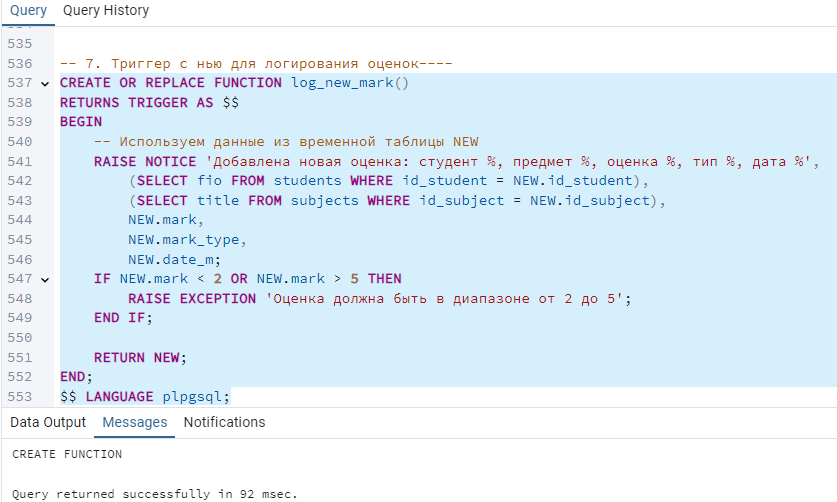 Query Query History
535
536 -- 7. Триггер с нью для логирования оценок----
537 CREATE OR REPLACE FUNCTION log_new_mark()
538 RETURNS TRIGGER AS $$
539 BEGIN
540 -- Используем данные из временной таблицы NEW
541 RAISE NOTICE 'Добавлена новая оценка: студент %, предмет %, оценка %, тип %, дата %',
542 (SELECT fio FROM students WHERE id_student = NEW.id_student),
543 (SELECT title FROM subjects WHERE id_subject = NEW.id_subject),
544 NEW.mark,
545 NEW.mark_type,
546 NEW.date_m;
547 IF NEW.mark < 2 OR NEW.mark > 5 THEN
548 RAISE EXCEPTION 'Оценка должна быть в диапазоне от 2 до 5';
549 END IF;
550
551 RETURN NEW;
552 END;
553 $$ LANGUAGE plpgsql;
Data Output Messages Notifications
CREATE FUNCTION
Query returned successfully in 92 msec.